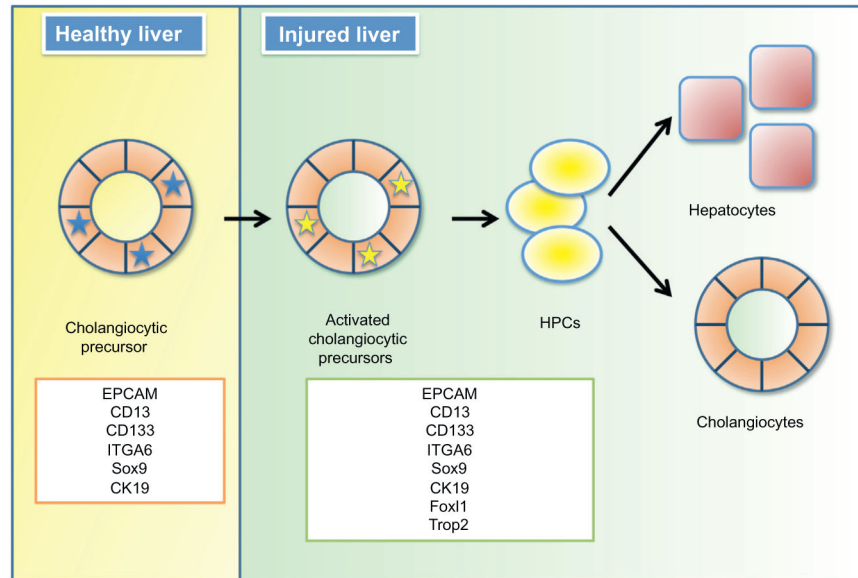 Healthy liver
Injured liver
Cholangiocytic
precursor
Activated
cholangiocytic
precursors
HPCs
Hepatocytes
Cholangiocytes
EPCAM
CD13
CD133
ITGA6
Sox9
CK19
EPCAM
CD13
CD133
ITGA6
Sox9
CK19
Foxl1
Trop2